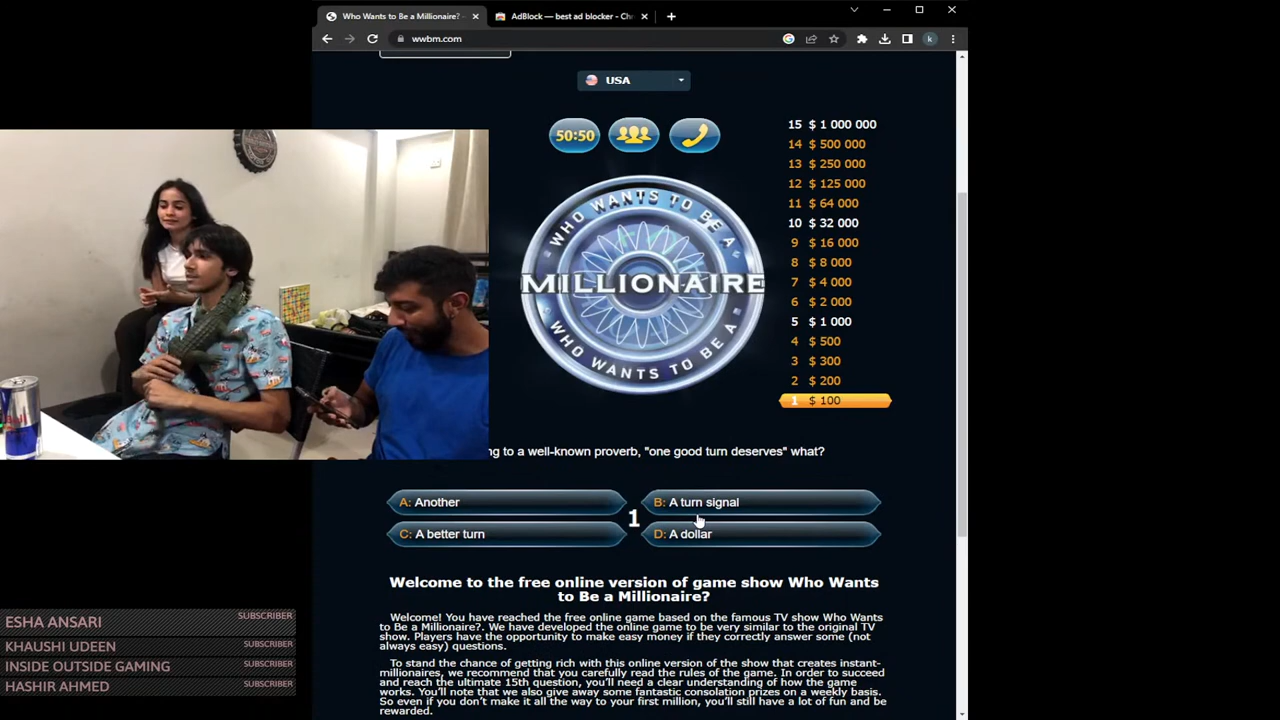 Who Wants to Be a Millionaire? -
AdBlock — best ad blocker - Chr
wwbm.com
k
USA
50:50
15 $ 1 000 000
14 $ 500 000
13 $ 250 000
12 $ 125 000
11 $ 64 000
10 $ 32 000
9 $ 16 000
8 $ 8 000
7 $ 4 000
6 $ 2 000
5 $ 1 000
4 $ 500
3 $ 300
2 $ 200
1 $ 100
WHO WANTS TO BE A
MILLIONAIRE
WHO WANTS TO BE A
ng to a well-known proverb, "one good turn deserves" what?
A: Another
B: A turn signal
1
C: A better turn
D: A dollar
Welcome to the free online version of game show Who Wants
to Be a Millionaire?
Welcome! You have reached the free online game based on the famous TV show Who Wants
to Be a Millionaire?. We have developed the online game to be very similar to the original TV
show. Players have the opportunity to make easy money if they correctly answer some (not
always easy) questions.
To stand the chance of getting rich with this online version of the show that creates instant-
millionaires, we recommend that you carefully read the rules of the game. In order to succeed
and reach the ultimate 15th question, you'll need a clear understanding of how the game
works. You'll note that we also give away some fantastic consolation prizes on a weekly basis.
So even if you don't make it all the way to your first million, you'll still have a lot of fun and be
rewarded.
ESHA ANSARI SUBSCRIBER
KHAUSHI UDEEN SUBSCRIBER
INSIDE OUTSIDE GAMING SUBSCRIBER
HASHIR AHMED SUBSCRIBER